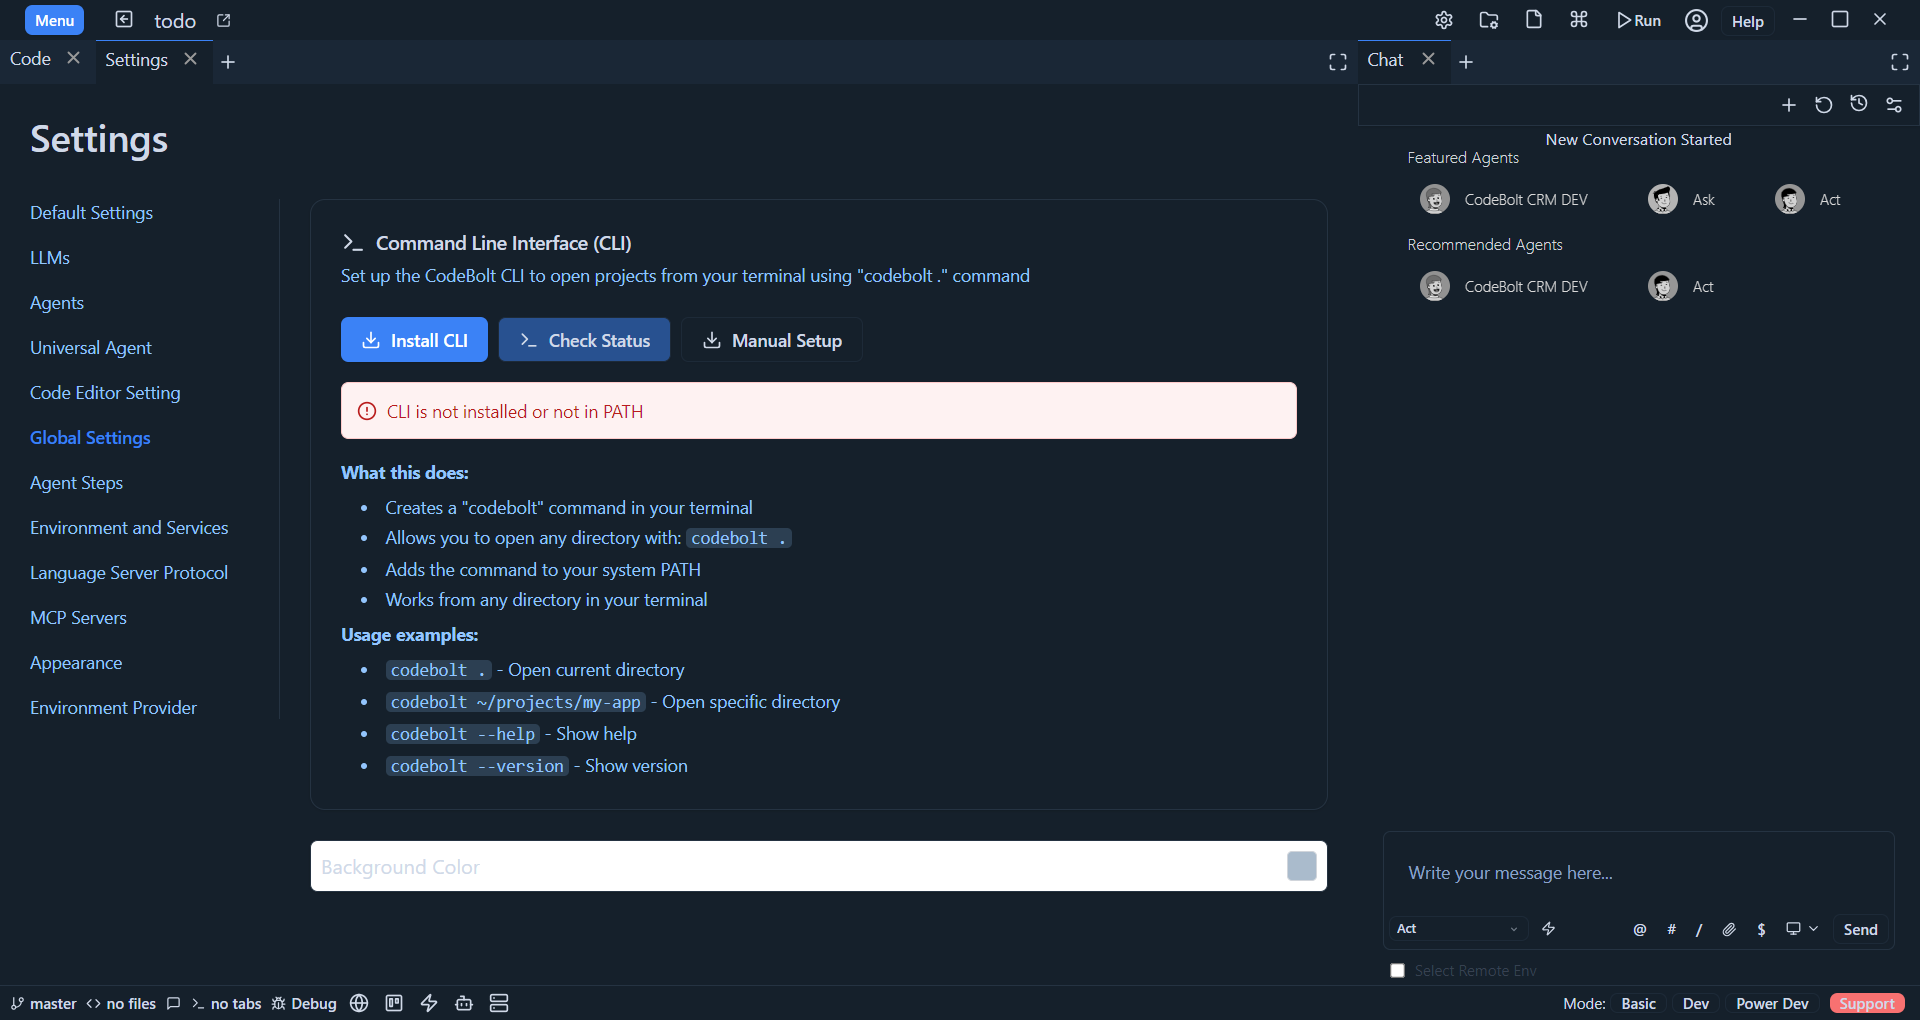 Menu todo Run Help
Code Settings
Chat
Settings
New Conversation Started
Featured Agents
CodeBolt CRM DEV Ask Act
Recommended Agents
CodeBolt CRM DEV Act
Default Settings
LLMs
Agents
Universal Agent
Code Editor Setting
Global Settings
Agent Steps
Environment and Services
Language Server Protocol
MCP Servers
Appearance
Environment Provider
Command Line Interface (CLI)
Set up the CodeBolt CLI to open projects from your terminal using "codebolt ." command
Install CLI Check Status Manual Setup
CLI is not installed or not in PATH
What this does:
• Creates a "codebolt" command in your terminal
• Allows you to open any directory with: codebolt .
• Adds the command to your system PATH
• Works from any directory in your terminal
Usage examples:
• codebolt . - Open current directory
• codebolt ~/projects/my-app - Open specific directory
• codebolt --help - Show help
• codebolt --version - Show version
Background Color
Write your message here...
Act @ # / $ Send
Select Remote Env
master no files no tabs Debug
Mode: Basic Dev Power Dev Support